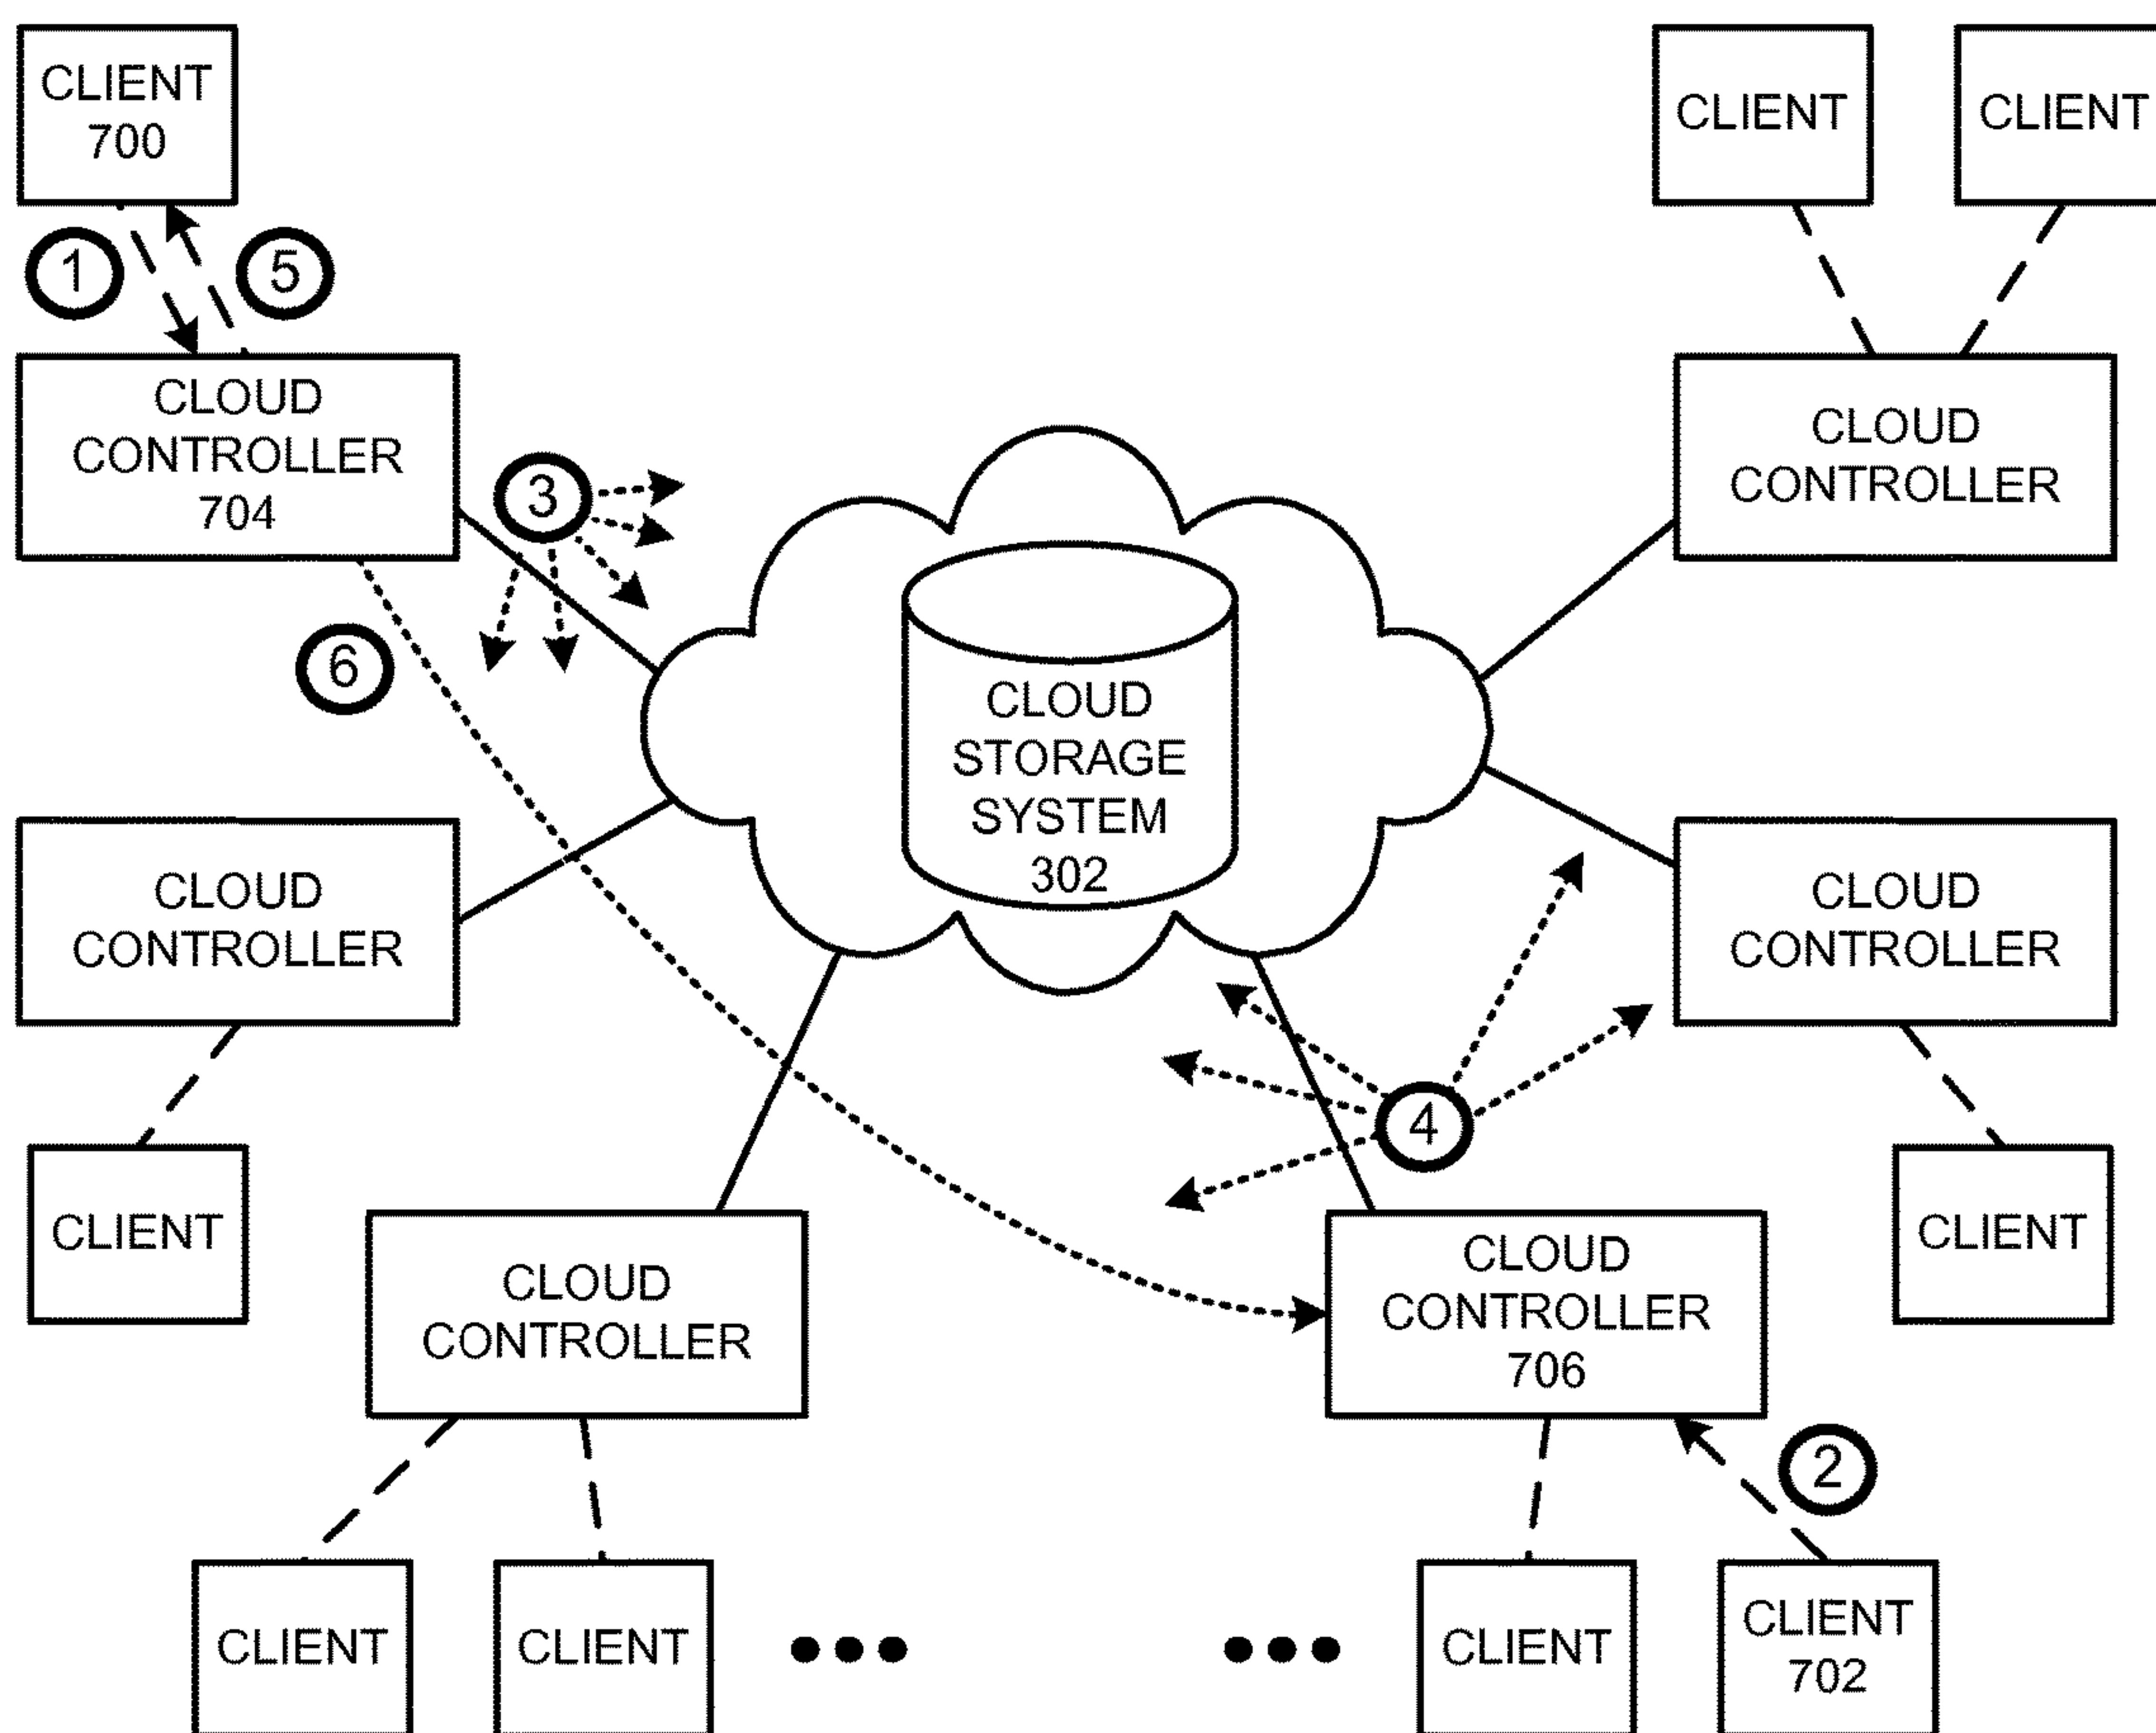 CLIENT
700
CLIENT
CLIENT
1
5
CLOUD
CONTROLLER
704
CLOUD
CONTROLLER
3
6
CLOUD
STORAGE
SYSTEM
302
CLOUD
CONTROLLER
CLOUD
CONTROLLER
4
CLIENT
CLIENT
CLOUD
CONTROLLER
CLOUD
CONTROLLER
706
2
CLIENT
CLIENT
CLIENT
CLIENT
702